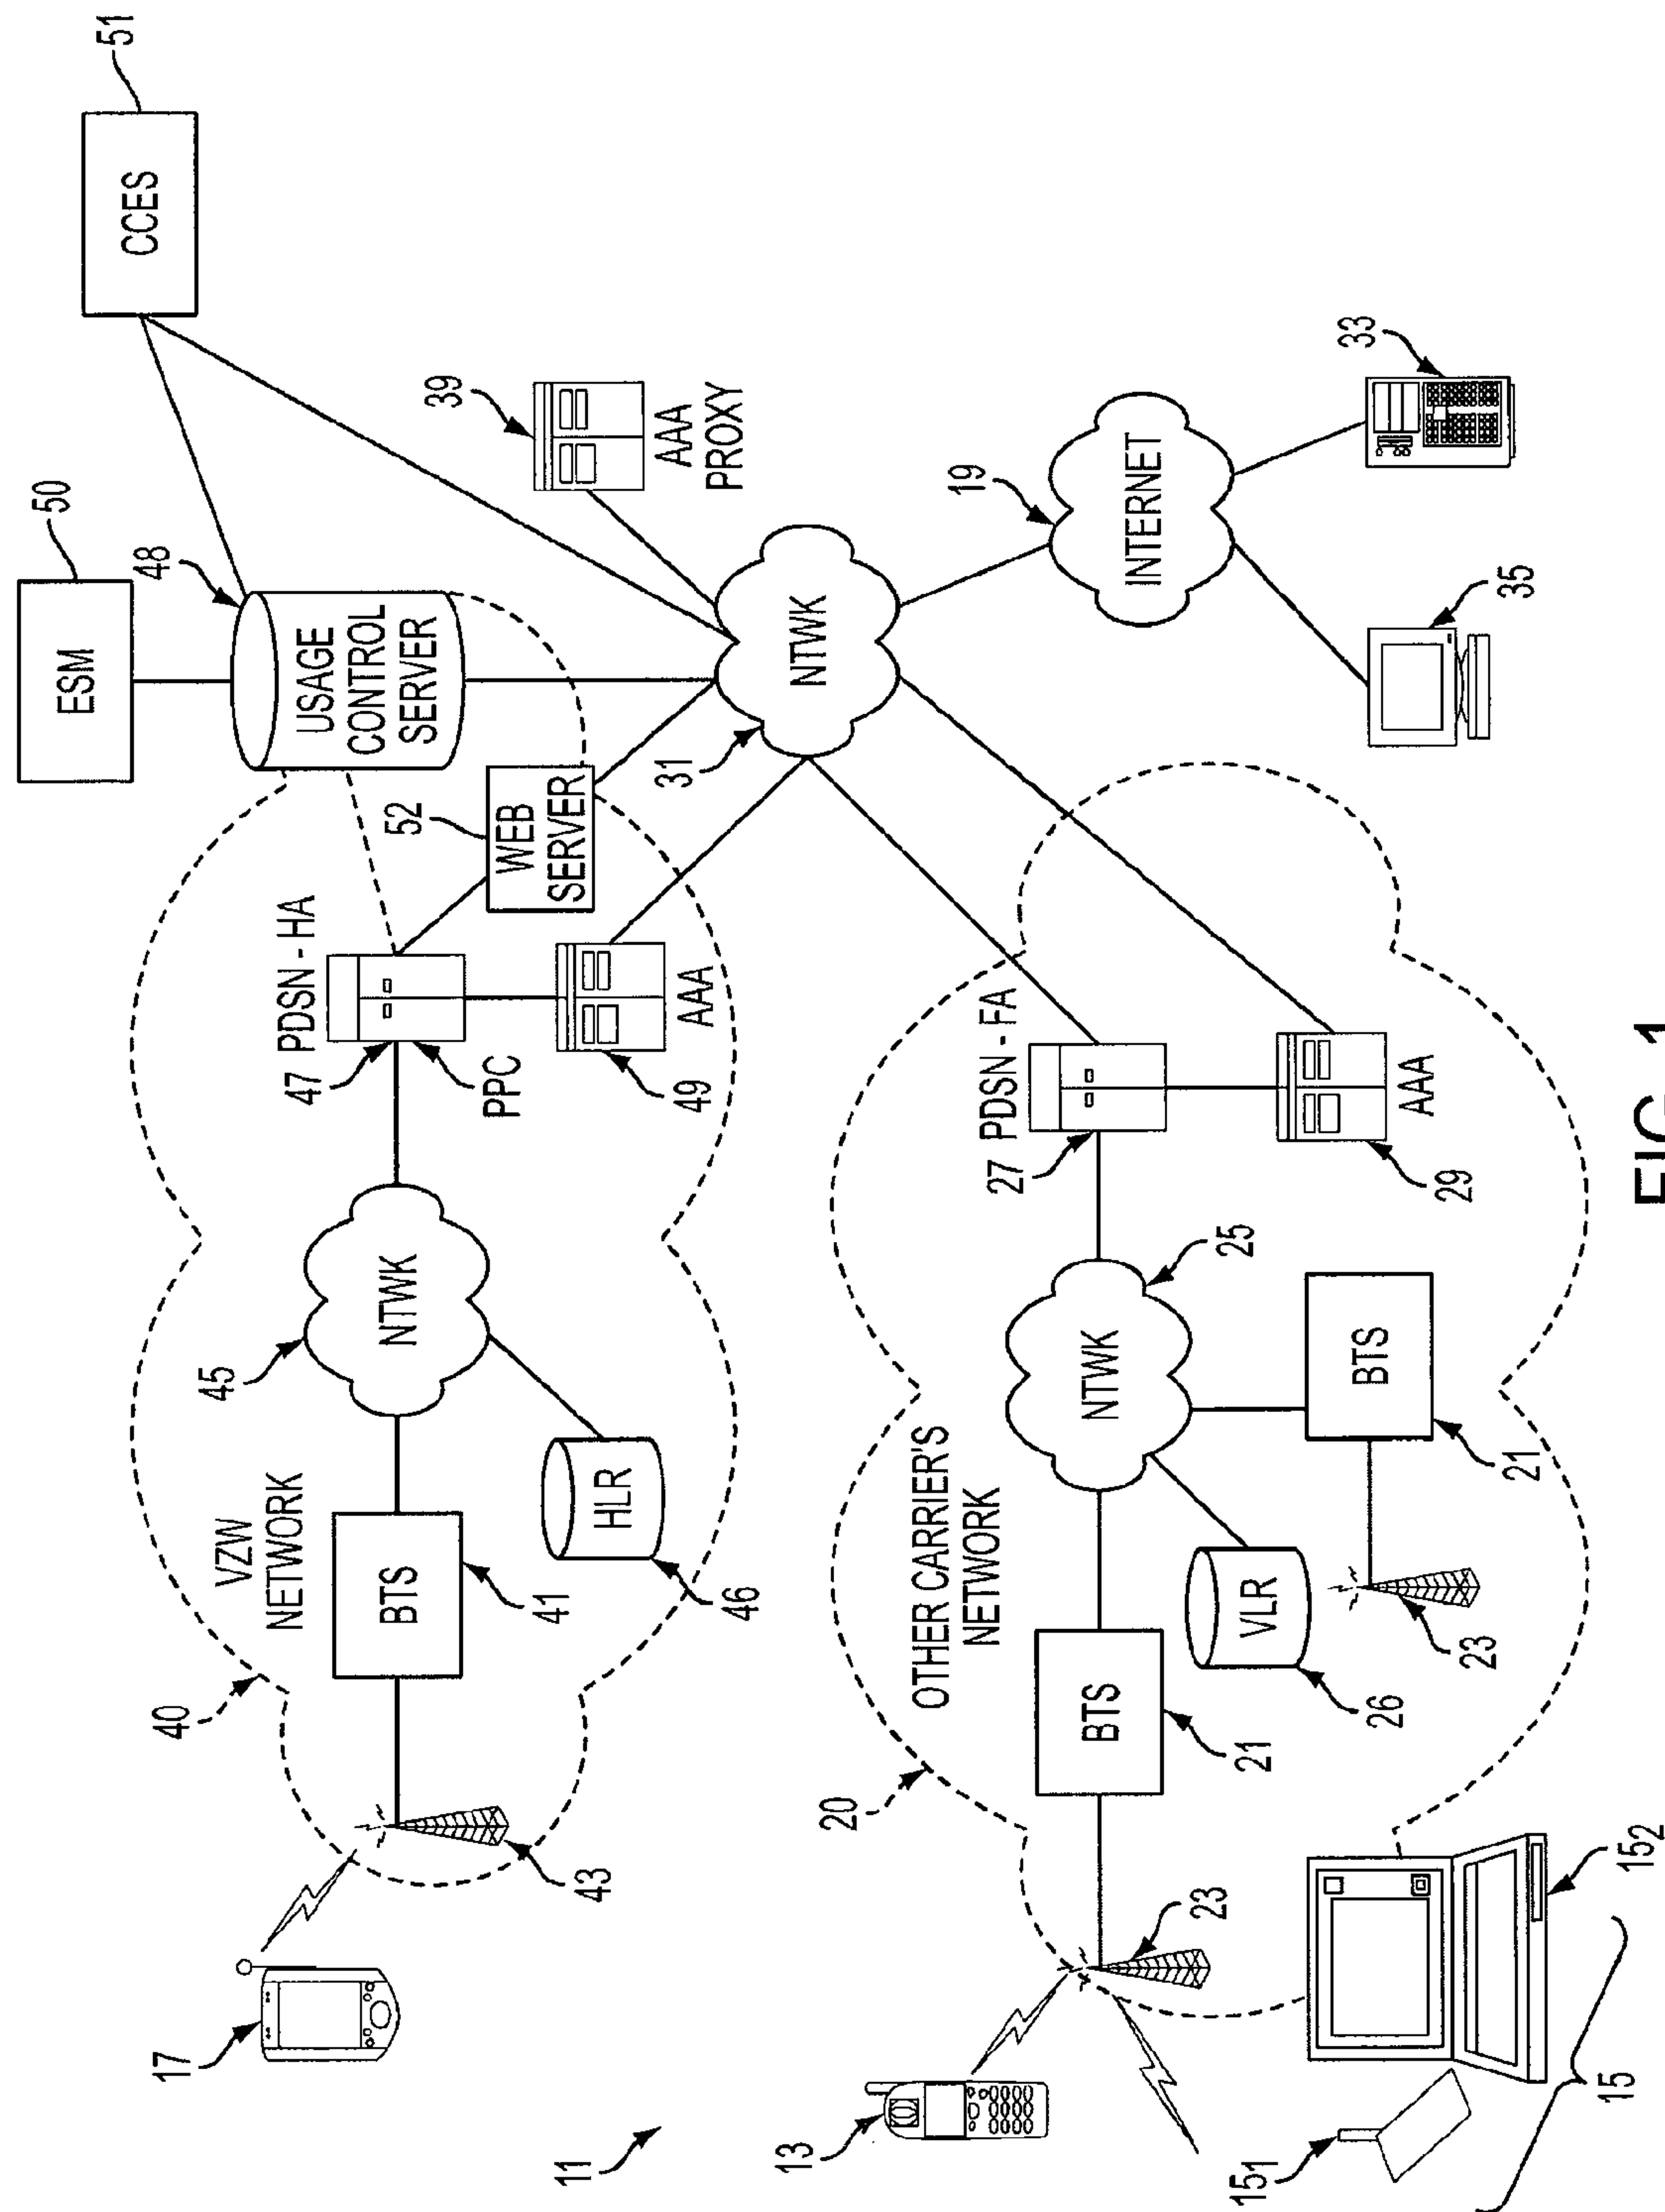 ESM
50
CCES
51
USAGE
CONTROL
SERVER
48
VZW
NETWORK
40
17
43
BTS
41
NTWK
45
HLR
46
PDSN - HA
47
PPC
AAA
49
WEB
SERVER
52
39
AAA
PROXY
NTWK
31
INTERNET
19
33
35
11
13
OTHER CARRIER'S
NETWORK
20
23
BTS
21
NTWK
25
VLR
26
BTS
21
23
PDSN - FA
27
AAA
29
151
152
15
FIG. 1